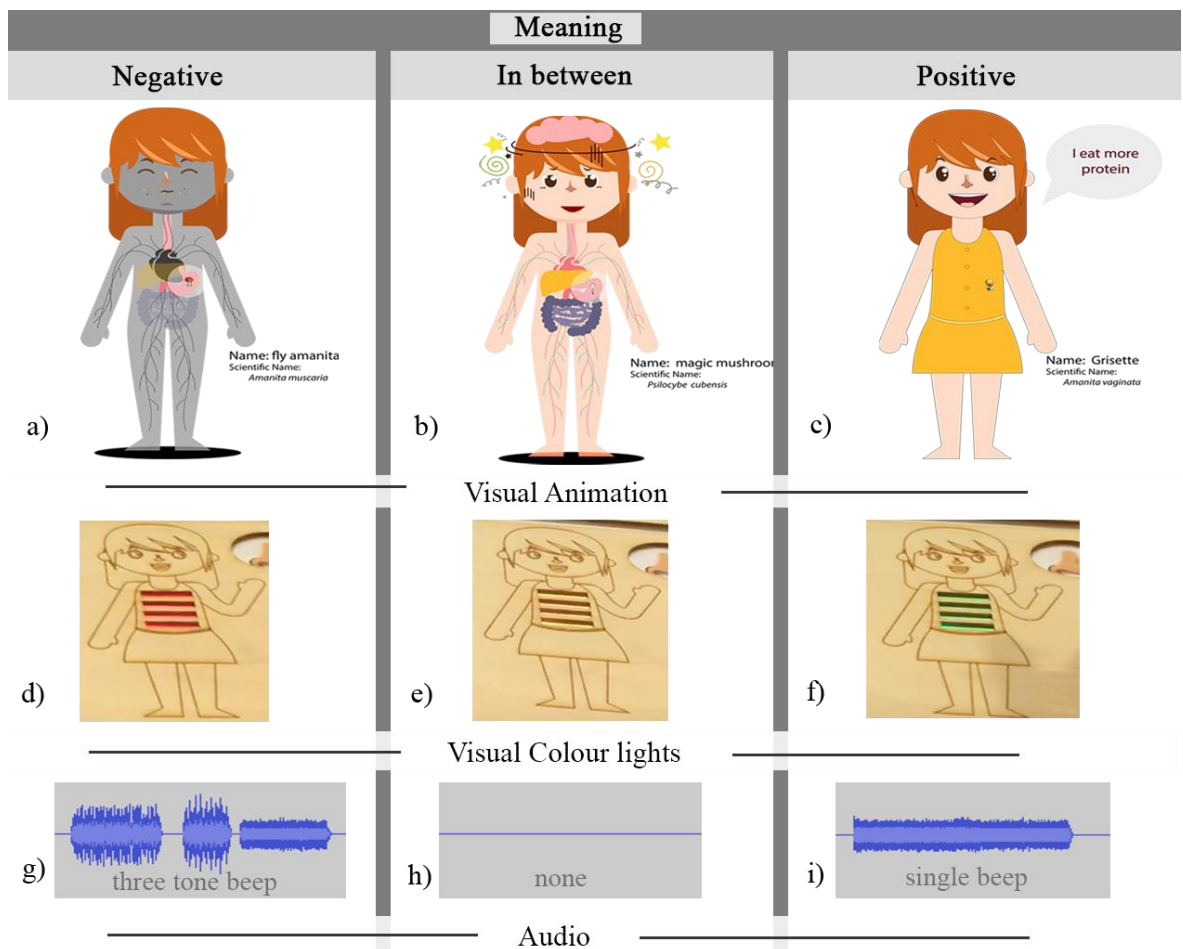 Meaning
Negative
In between
Positive
I eat more
protein
Name: fly amanita
Scientific Name:
Amanita muscaria
a)
Name: magic mushroor
Scientific Name:
Psilocybe cubensis
b)
Name: Grisette
Scientific Name:
Amanita vaginata
c)
Visual Animation
d)
e)
f)
Visual Colour lights
g)
three tone beep
h)
none
i)
single beep
Audio